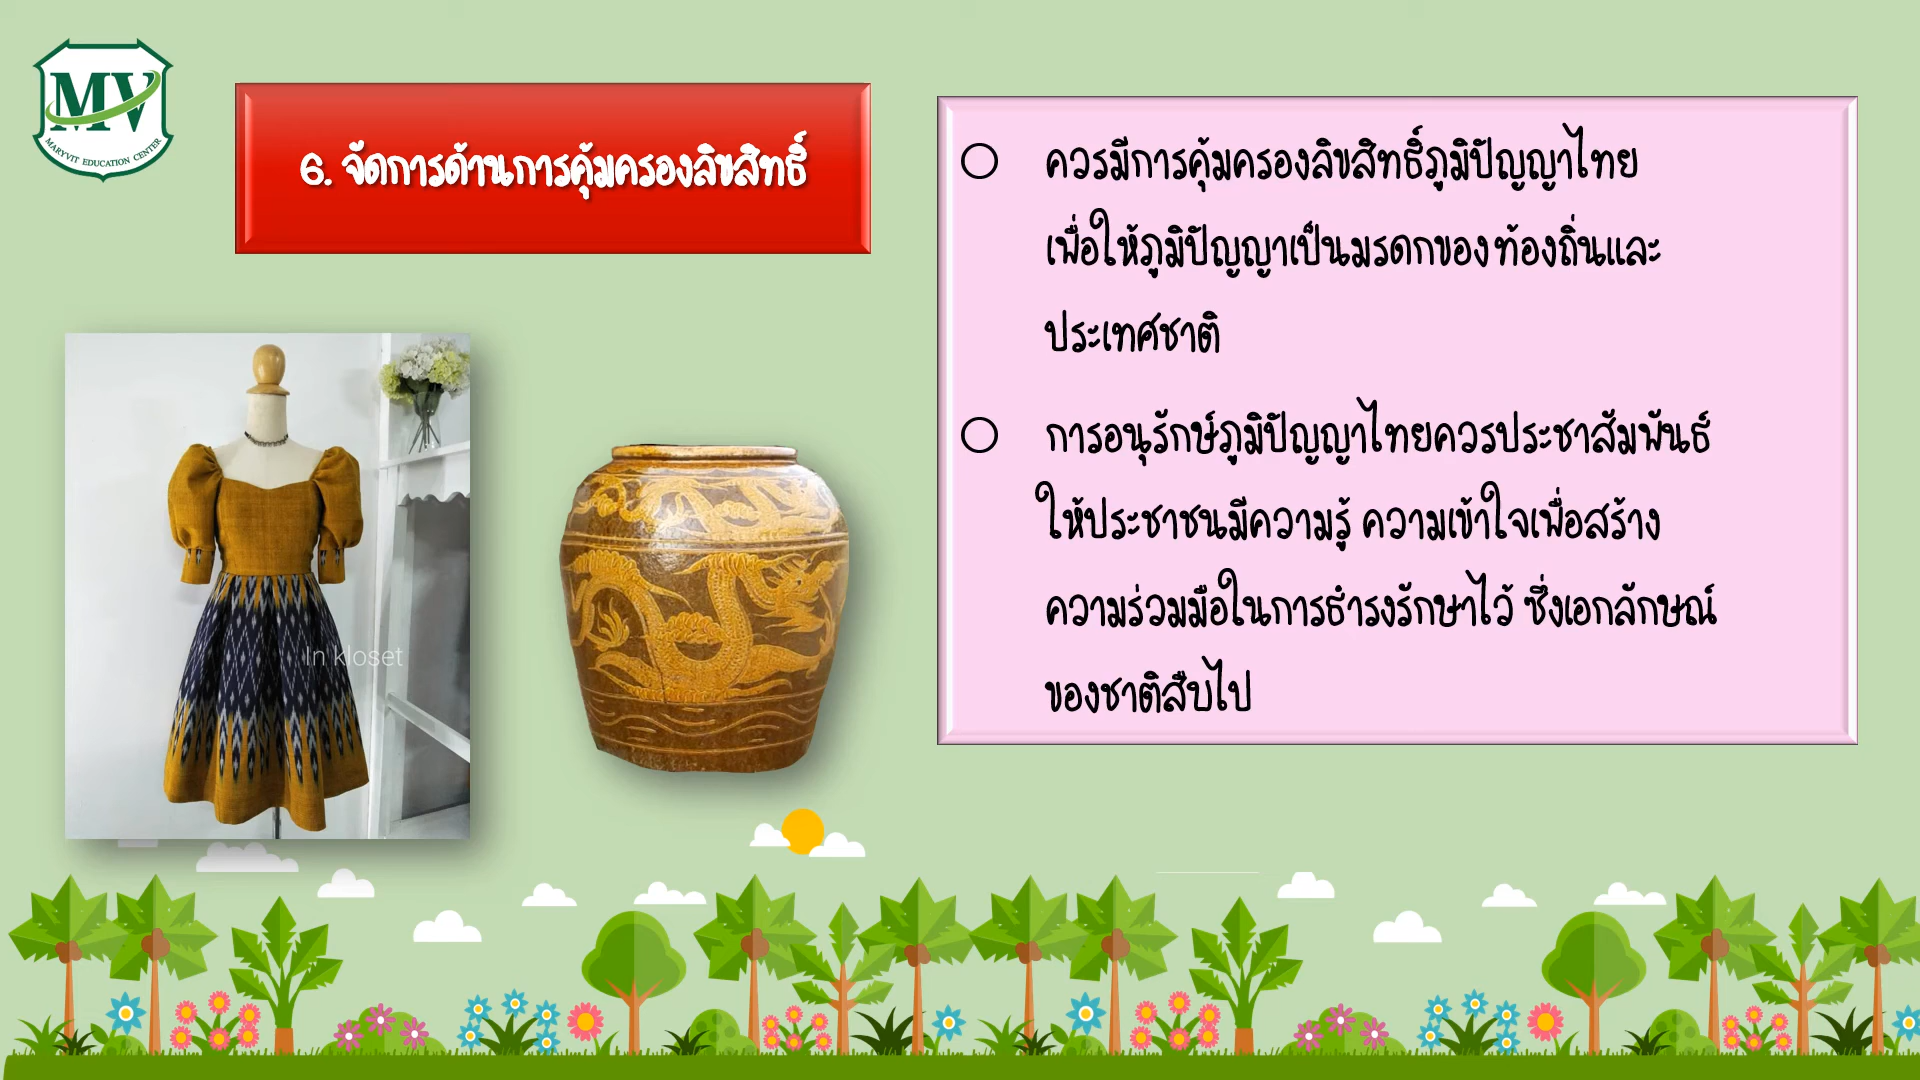 MV
MARYVIT EDUCATION CENTER
6. จัดการด้านการคุ้มครองลิขสิทธิ์
○ ควรมีการคุ้มครองลิขสิทธิ์ภูมิปัญญาไทย
เพื่อให้ภูมิปัญญาเป็นมรดกของท้องถิ่นและ
ประเทศชาติ
○ การอนุรักษ์ภูมิปัญญาไทยควรประชาสัมพันธ์
ให้ประชาชนมีความรู้ ความเข้าใจเพื่อสร้าง
ความร่วมมือในการธำรงรักษาไว้ ซึ่งเอกลักษณ์
ของชาติสืบไป
In kloset